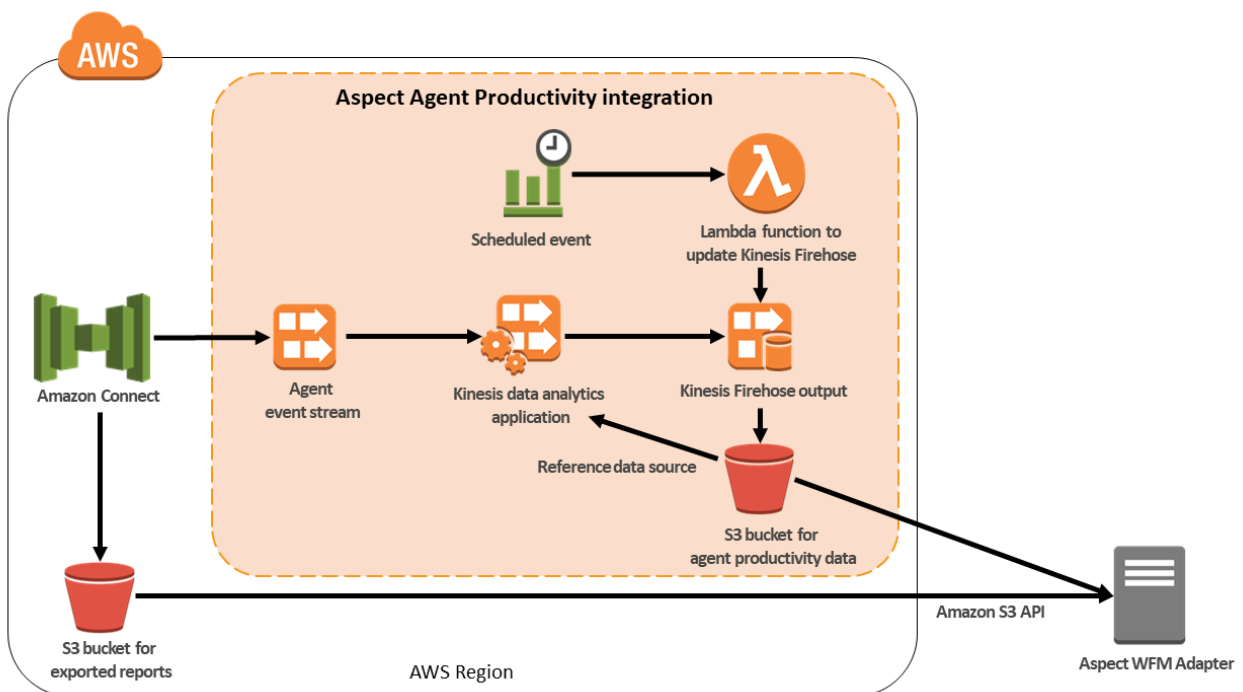 AWS
Aspect Agent Productivity integration
Scheduled event
Lambda function to
update Kinesis Firehose
Amazon Connect
Agent
event stream
Kinesis data analytics
application
Kinesis Firehose output
Reference data source
S3 bucket for
agent productivity data
S3 bucket for
exported reports
Amazon S3 API
Aspect WFM Adapter
AWS Region